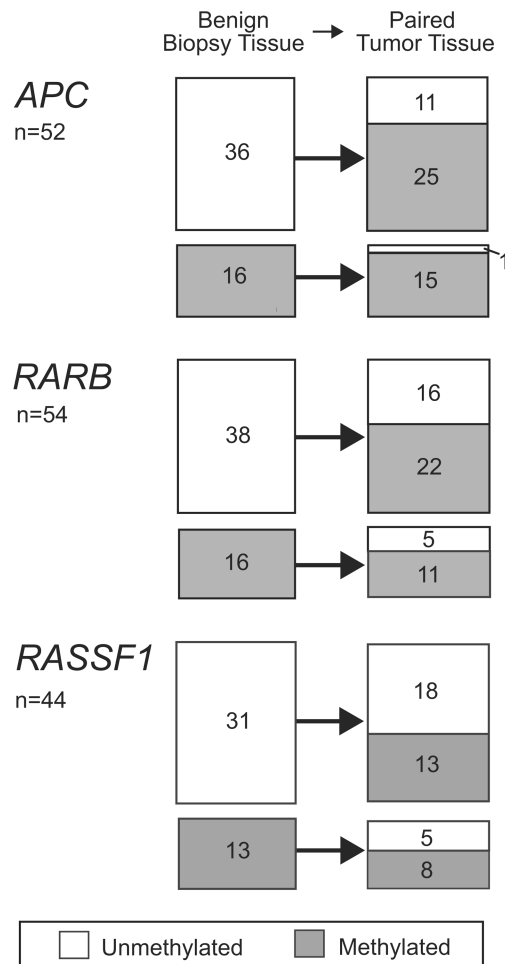 Benign
Biopsy Tissue
Paired
Tumor Tissue
APC
n=52
36
11
25
16
1
15
RARB
n=54
38
16
22
16
5
11
RASSF1
n=44
31
18
13
13
5
8
Unmethylated
Methylated